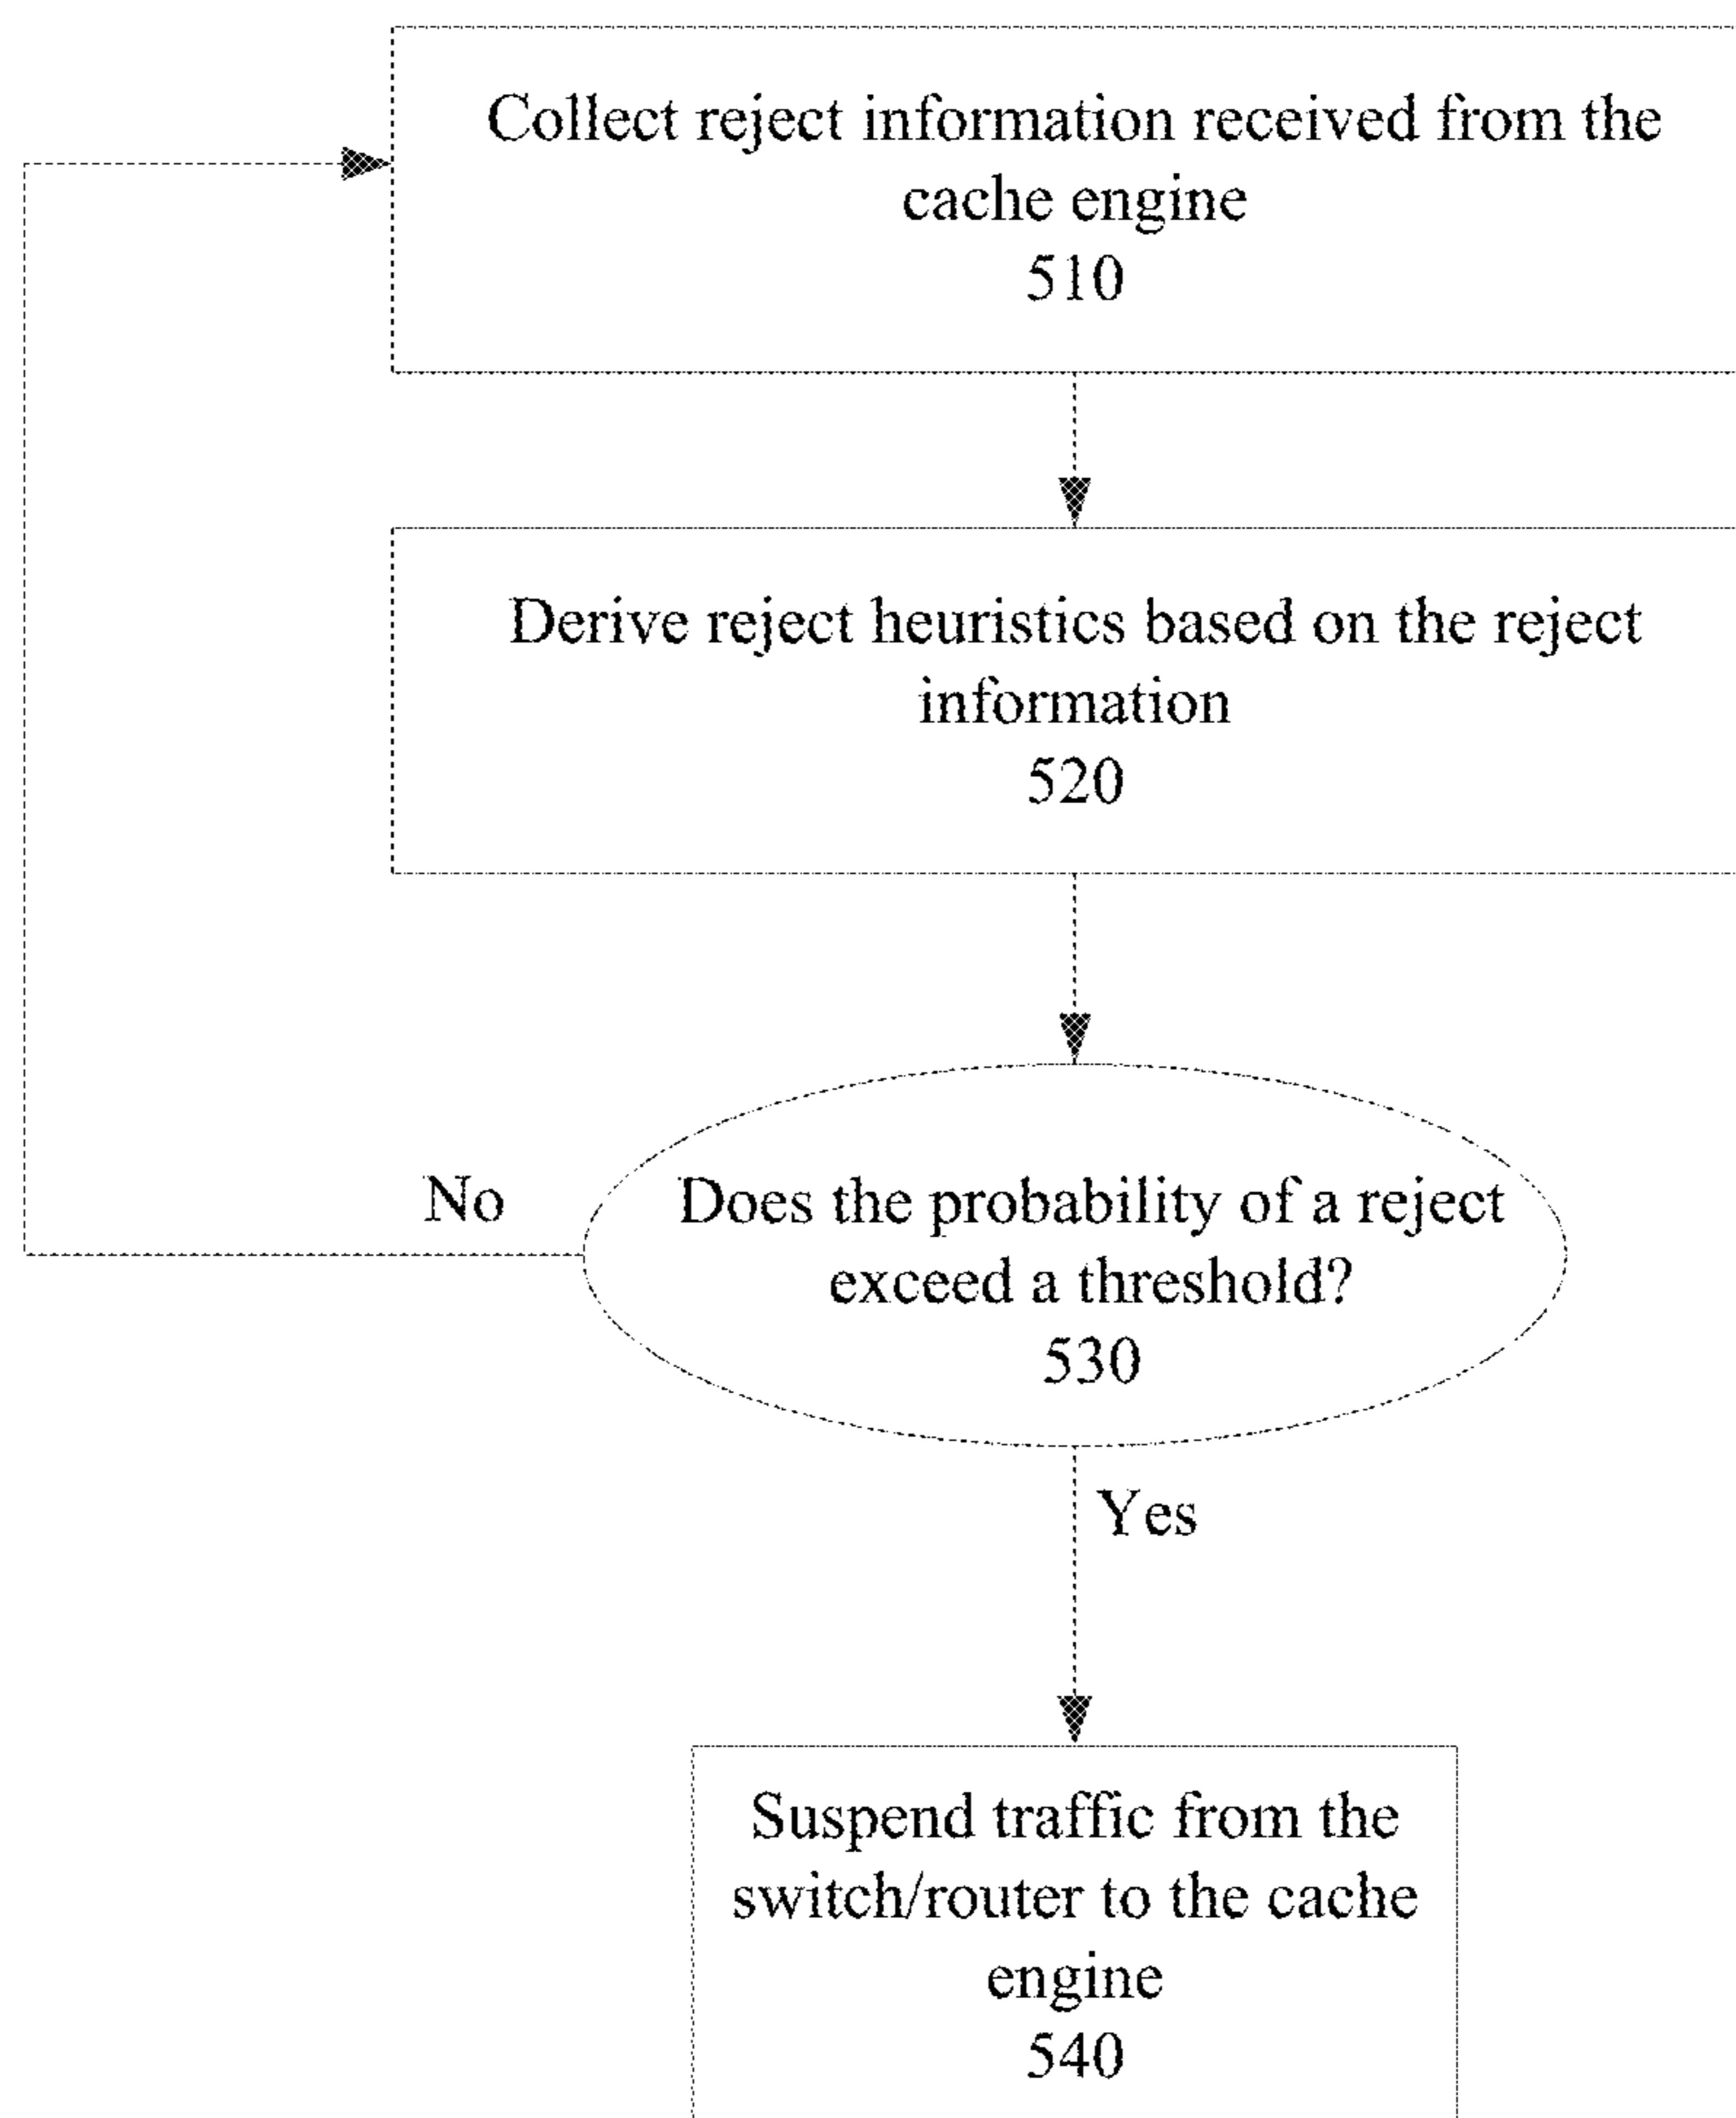 Collect reject information received from the
cache engine
510
Derive reject heuristics based on the reject
information
520
No
Does the probability of a reject
exceed a threshold?
530
Yes
Suspend traffic from the
switch/router to the cache
engine
540